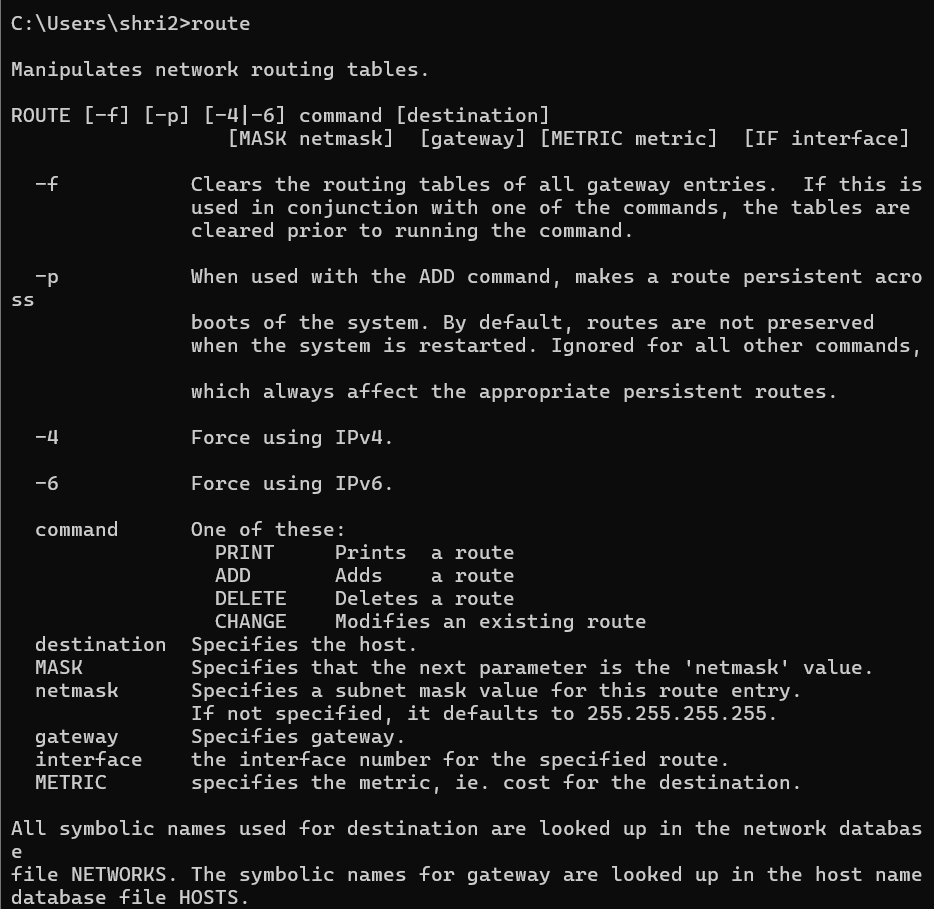 C:\Users\shri2>route
Manipulates network routing tables.
ROUTE [-f] [-p] [-4|-6] command [destination]
                  [MASK netmask]  [gateway] [METRIC metric]  [IF interface]
  -f           Clears the routing tables of all gateway entries.  If this is
               used in conjunction with one of the commands, the tables are
               cleared prior to running the command.
  -p           When used with the ADD command, makes a route persistent acro
ss
               boots of the system. By default, routes are not preserved
               when the system is restarted. Ignored for all other commands,
               which always affect the appropriate persistent routes.
  -4           Force using IPv4.
  -6           Force using IPv6.
  command      One of these:
                 PRINT     Prints  a route
                 ADD       Adds    a route
                 DELETE    Deletes a route
                 CHANGE    Modifies an existing route
  destination  Specifies the host.
  MASK         Specifies that the next parameter is the 'netmask' value.
  netmask      Specifies a subnet mask value for this route entry.
               If not specified, it defaults to 255.255.255.255.
  gateway      Specifies gateway.
  interface    the interface number for the specified route.
  METRIC       specifies the metric, ie. cost for the destination.
All symbolic names used for destination are looked up in the network databas
e
file NETWORKS. The symbolic names for gateway are looked up in the host name
database file HOSTS.